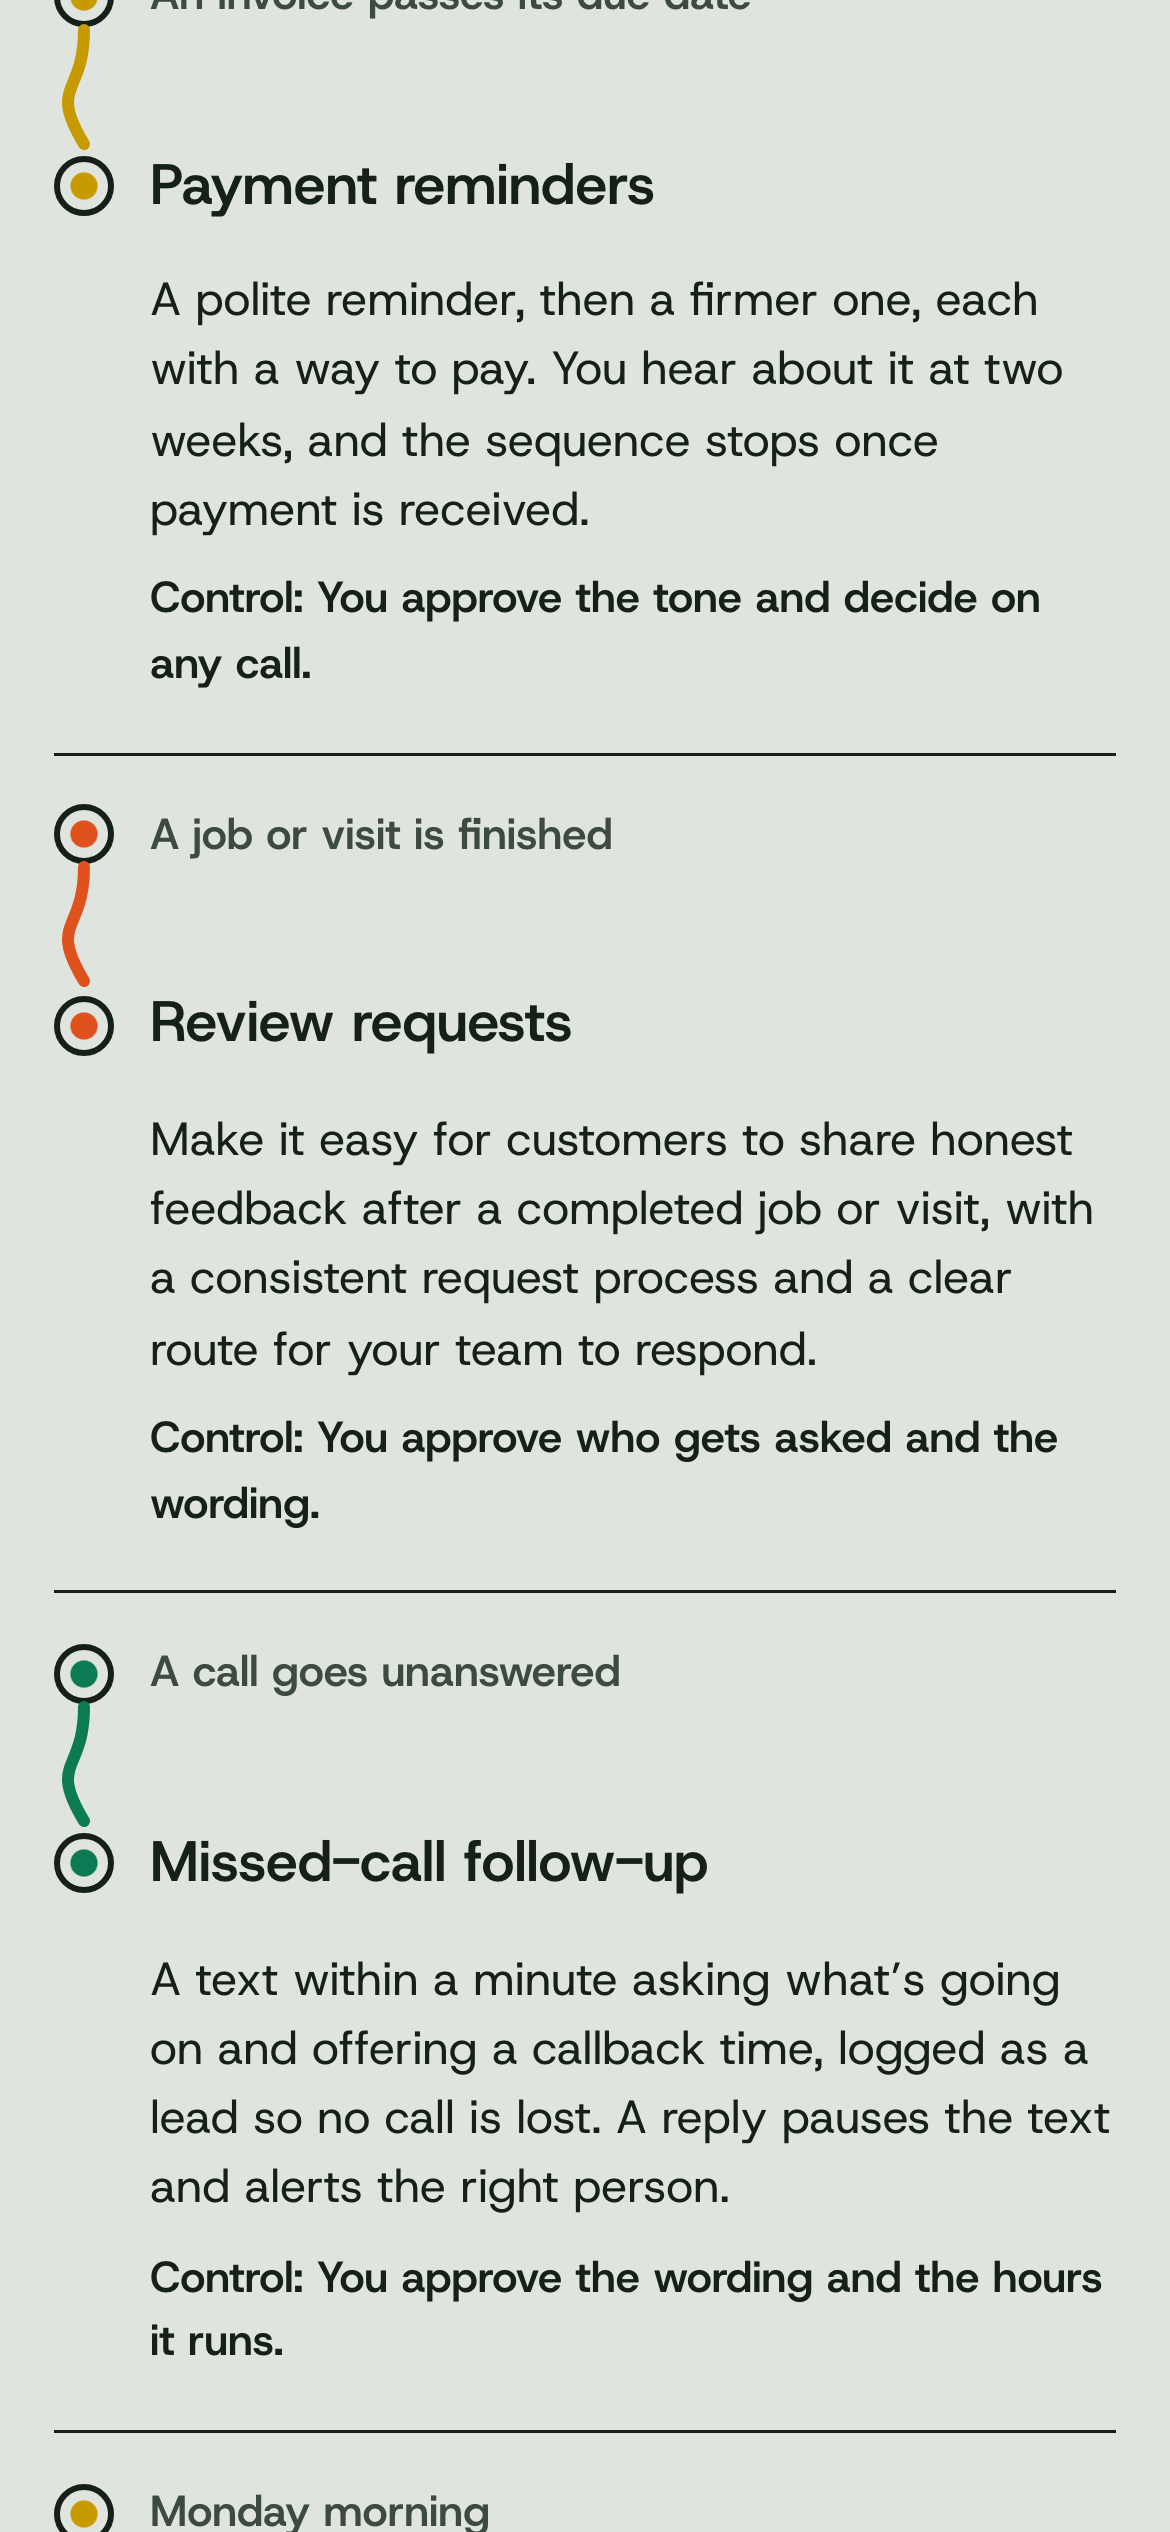 An invoice passes its due date
Payment reminders
A polite reminder, then a firmer one, each
with a way to pay. You hear about it at two
weeks, and the sequence stops once
payment is received.
Control: You approve the tone and decide on
any call.
A job or visit is finished
Review requests
Make it easy for customers to share honest
feedback after a completed job or visit, with
a consistent request process and a clear
route for your team to respond.
Control: You approve who gets asked and the
wording.
A call goes unanswered
Missed-call follow-up
A text within a minute asking what’s going
on and offering a callback time, logged as a
lead so no call is lost. A reply pauses the text
and alerts the right person.
Control: You approve the wording and the hours
it runs.
Monday morning